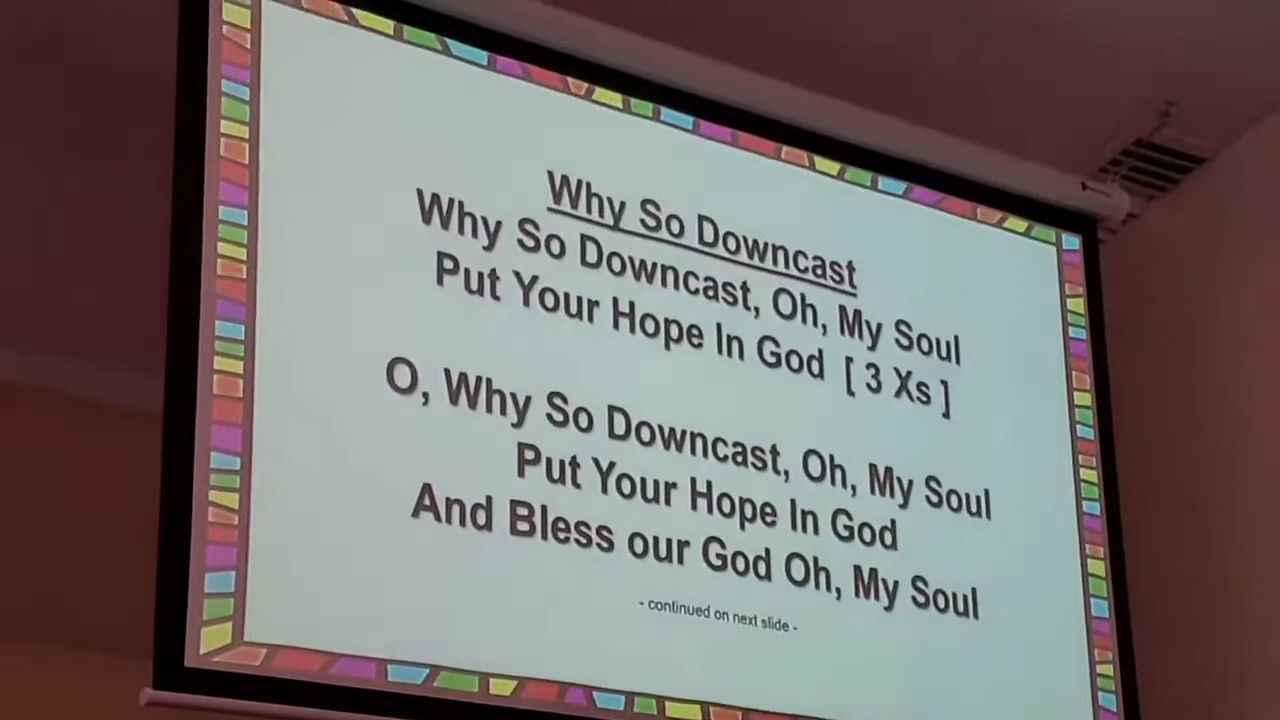 Why So Downcast
Why So Downcast, Oh, My Soul
Put Your Hope In God [ 3 Xs ]
O, Why So Downcast, Oh, My Soul
Put Your Hope In God
And Bless our God Oh, My Soul
- continued on next slide -